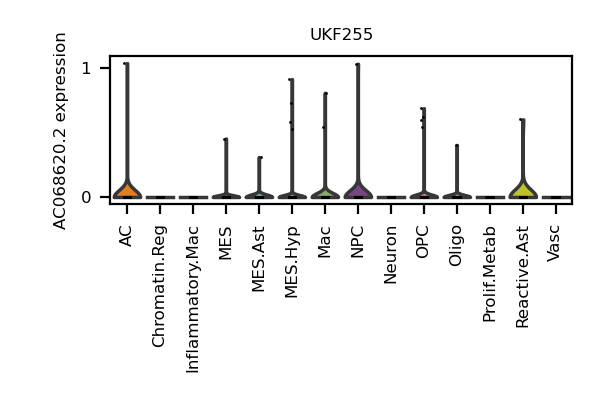 UKF255
AC068620.2 expression
1
0
AC
Chromatin.Reg
Inflammatory.Mac
MES
MES.Ast
MES.Hyp
Mac
NPC
Neuron
OPC
Oligo
Prolif.Metab
Reactive.Ast
Vasc